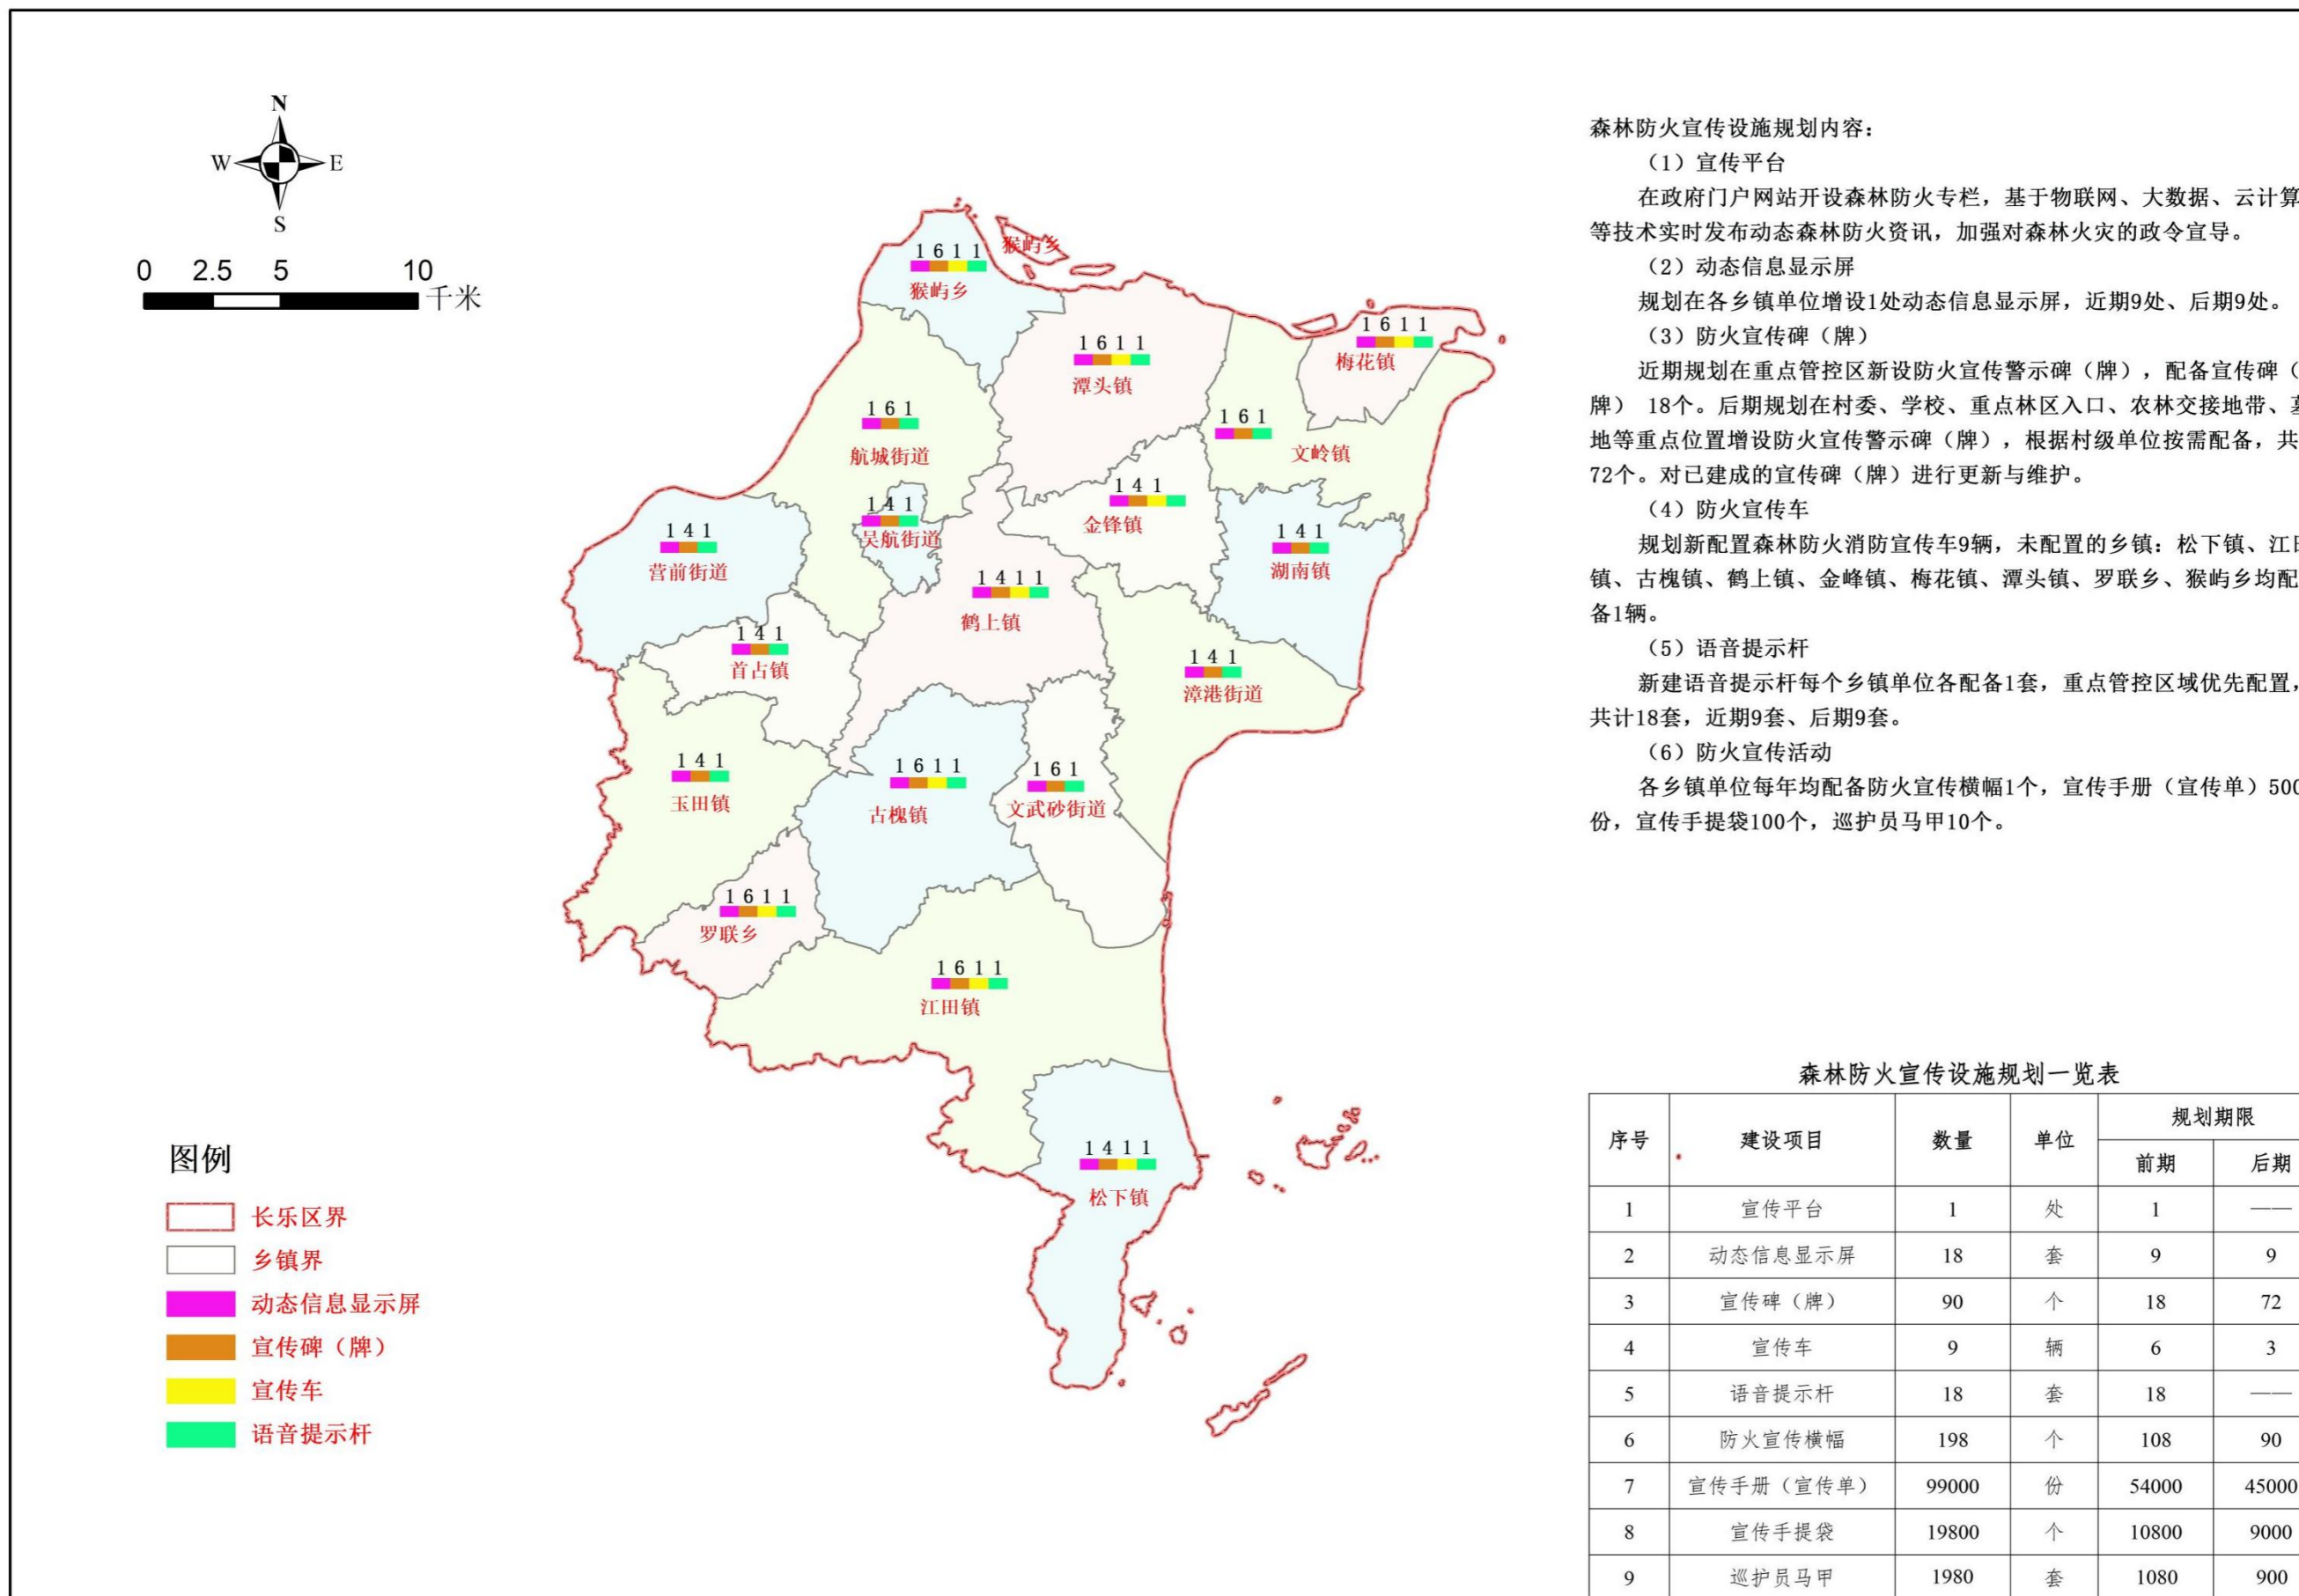 N
W E
S
0 2.5 5 10
千米
森林防火宣传设施规划内容：
（1）宣传平台
在政府门户网站开设森林防火专栏，基于物联网、大数据、云计算
等技术实时发布动态森林防火资讯，加强对森林火灾的政令宣导。
（2）动态信息显示屏
规划在各乡镇单位增设1处动态信息显示屏，近期9处、后期9处。
（3）防火宣传碑（牌）
近期规划在重点管控区新设防火宣传警示碑（牌），配备宣传碑（
牌） 18个。后期规划在村委、学校、重点林区入口、农林交接地带、
地等重点位置增设防火宣传警示碑（牌），根据村级单位按需配备，共
72个。对已建成的宣传碑（牌）进行更新与维护。
（4）防火宣传车
规划新配置森林防火消防宣传车9辆，未配置的乡镇：松下镇、江
镇、古槐镇、鹤上镇、金峰镇、梅花镇、潭头镇、罗联乡、猴屿乡均配
备1辆。
（5）语音提示杆
新建语音提示杆每个乡镇单位各配备1套，重点管控区域优先配置，
共计18套，近期9套、后期9套。
（6）防火宣传活动
各乡镇单位每年均配备防火宣传横幅1个，宣传手册（宣传单）500
份，宣传手提袋100个，巡护员马甲10个。
猴屿乡
1 6 1 1
猴屿乡
1 6 1 1
梅花镇
1 6 1 1
潭头镇
1 6 1
航城街道
1 6 1
文岭镇
1 4 1
金锋镇
1 4 1
吴航街道
1 4 1
营前街道
1 4 1
湖南镇
1 4 1 1
鹤上镇
1 4 1
首占镇
1 4 1
漳港街道
1 4 1
玉田镇
1 6 1 1
古槐镇
1 6 1
文武砂街道
1 6 1 1
罗联乡
1 6 1 1
江田镇
1 4 1 1
松下镇
图例
长乐区界
乡镇界
动态信息显示屏
宣传碑（牌）
宣传车
语音提示杆
森林防火宣传设施规划一览表
序号 建设项目 数量 单位 规划期限
前期 后期
1 宣传平台 1 处 1 ——
2 动态信息显示屏 18 套 9 9
3 宣传碑（牌） 90 个 18 72
4 宣传车 9 辆 6 3
5 语音提示杆 18 套 18 ——
6 防火宣传横幅 198 个 108 90
7 宣传手册（宣传单） 99000 份 54000 45000
8 宣传手提袋 19800 个 10800 9000
9 巡护员马甲 1980 套 1080 900